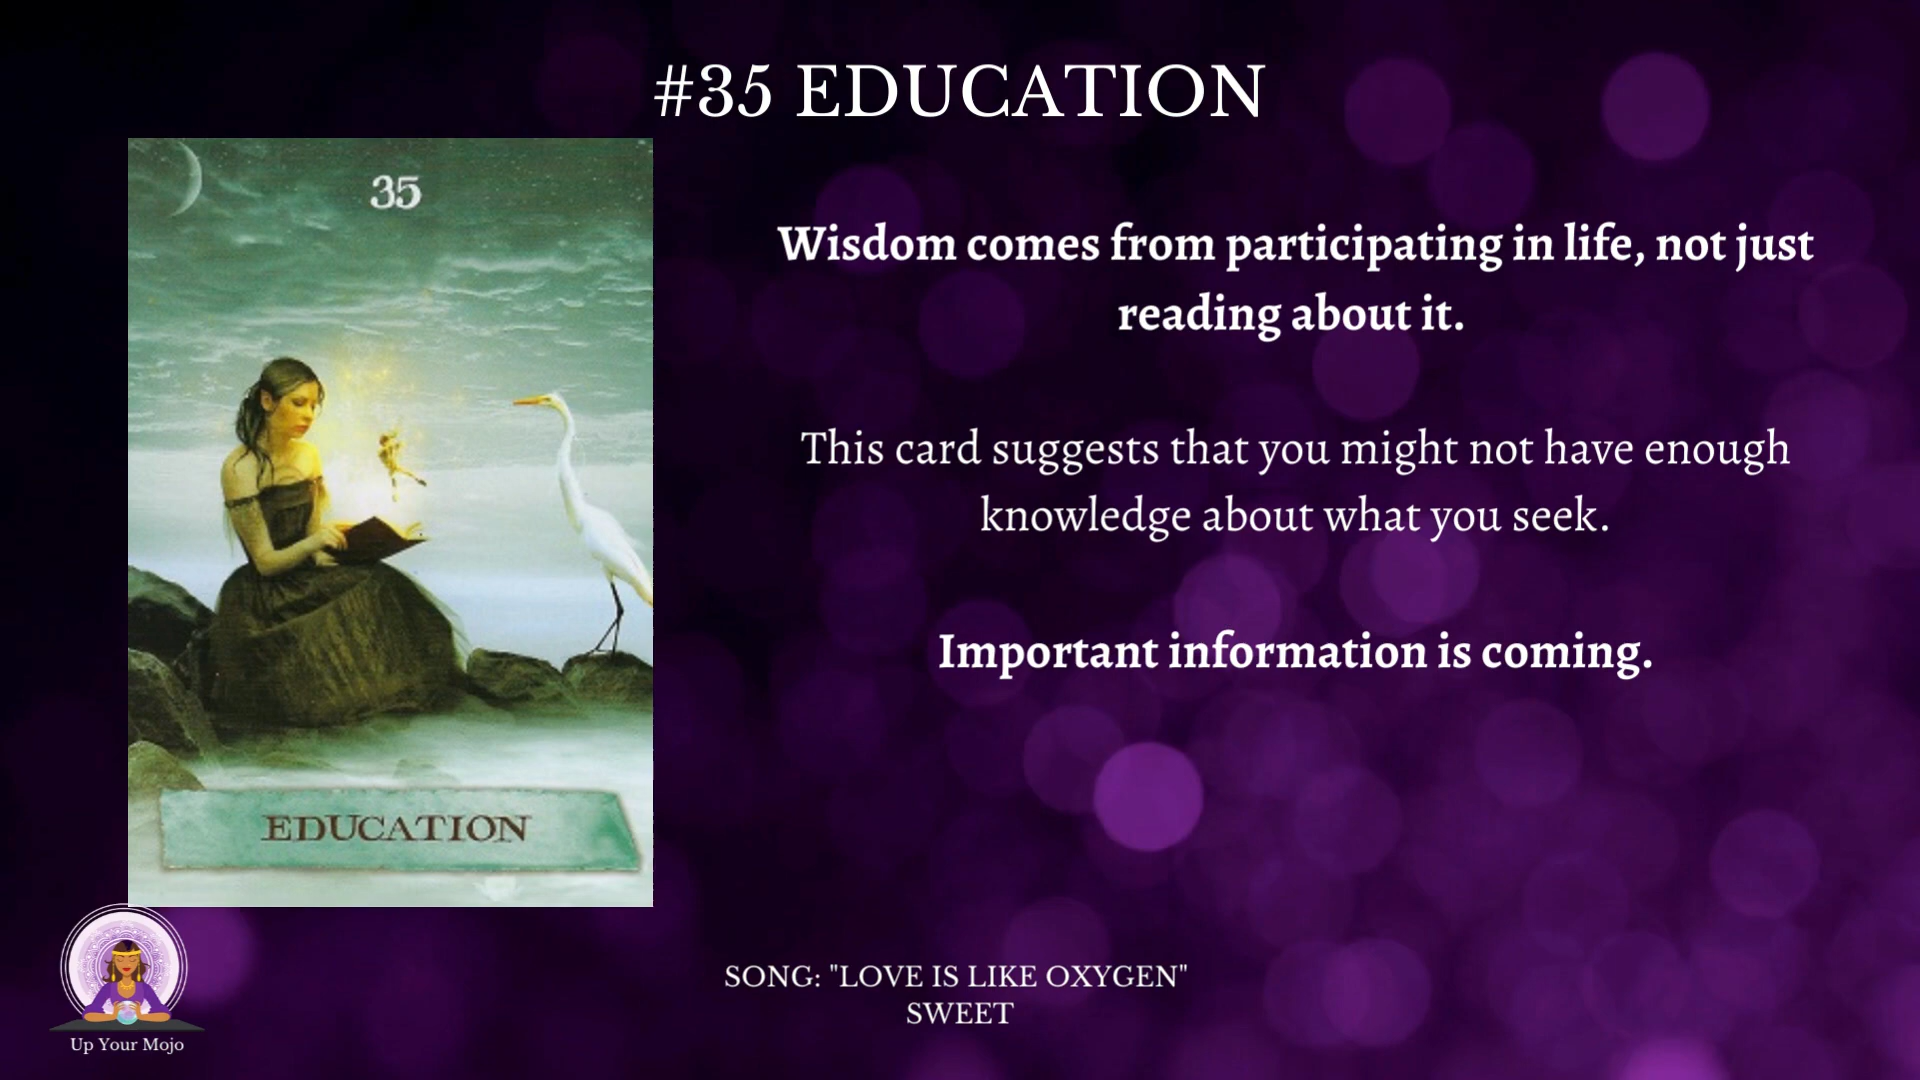 #35 EDUCATION
35
EDUCATION
Wisdom comes from participating in life, not just
reading about it.
This card suggests that you might not have enough
knowledge about what you seek.
Important information is coming.
SONG: "LOVE IS LIKE OXYGEN"
SWEET
Up Your Mojo